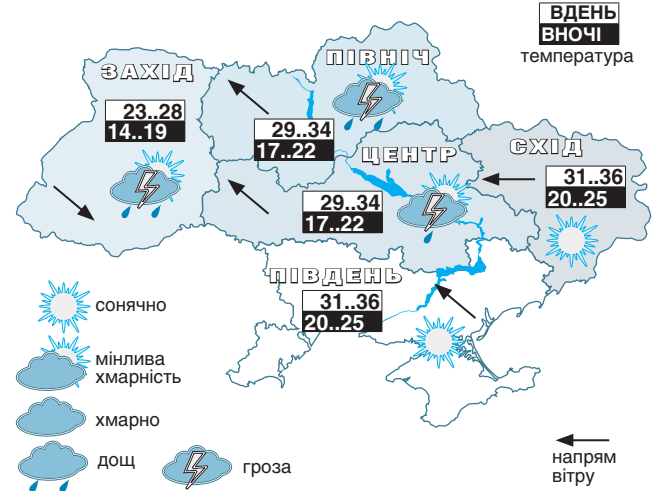 ВДЕНЬ
ВНОЧІ
температура
ПІВНІЧ
ЗАХІД
23..28
14..19
29..34
17..22
ЦЕНТР
СХІД
31..36
20..25
29..34
17..22
ПІВДЕНЬ
31..36
20..25
сонячно
мінлива
хмарність
хмарно
дощ
гроза
напрям
вітру